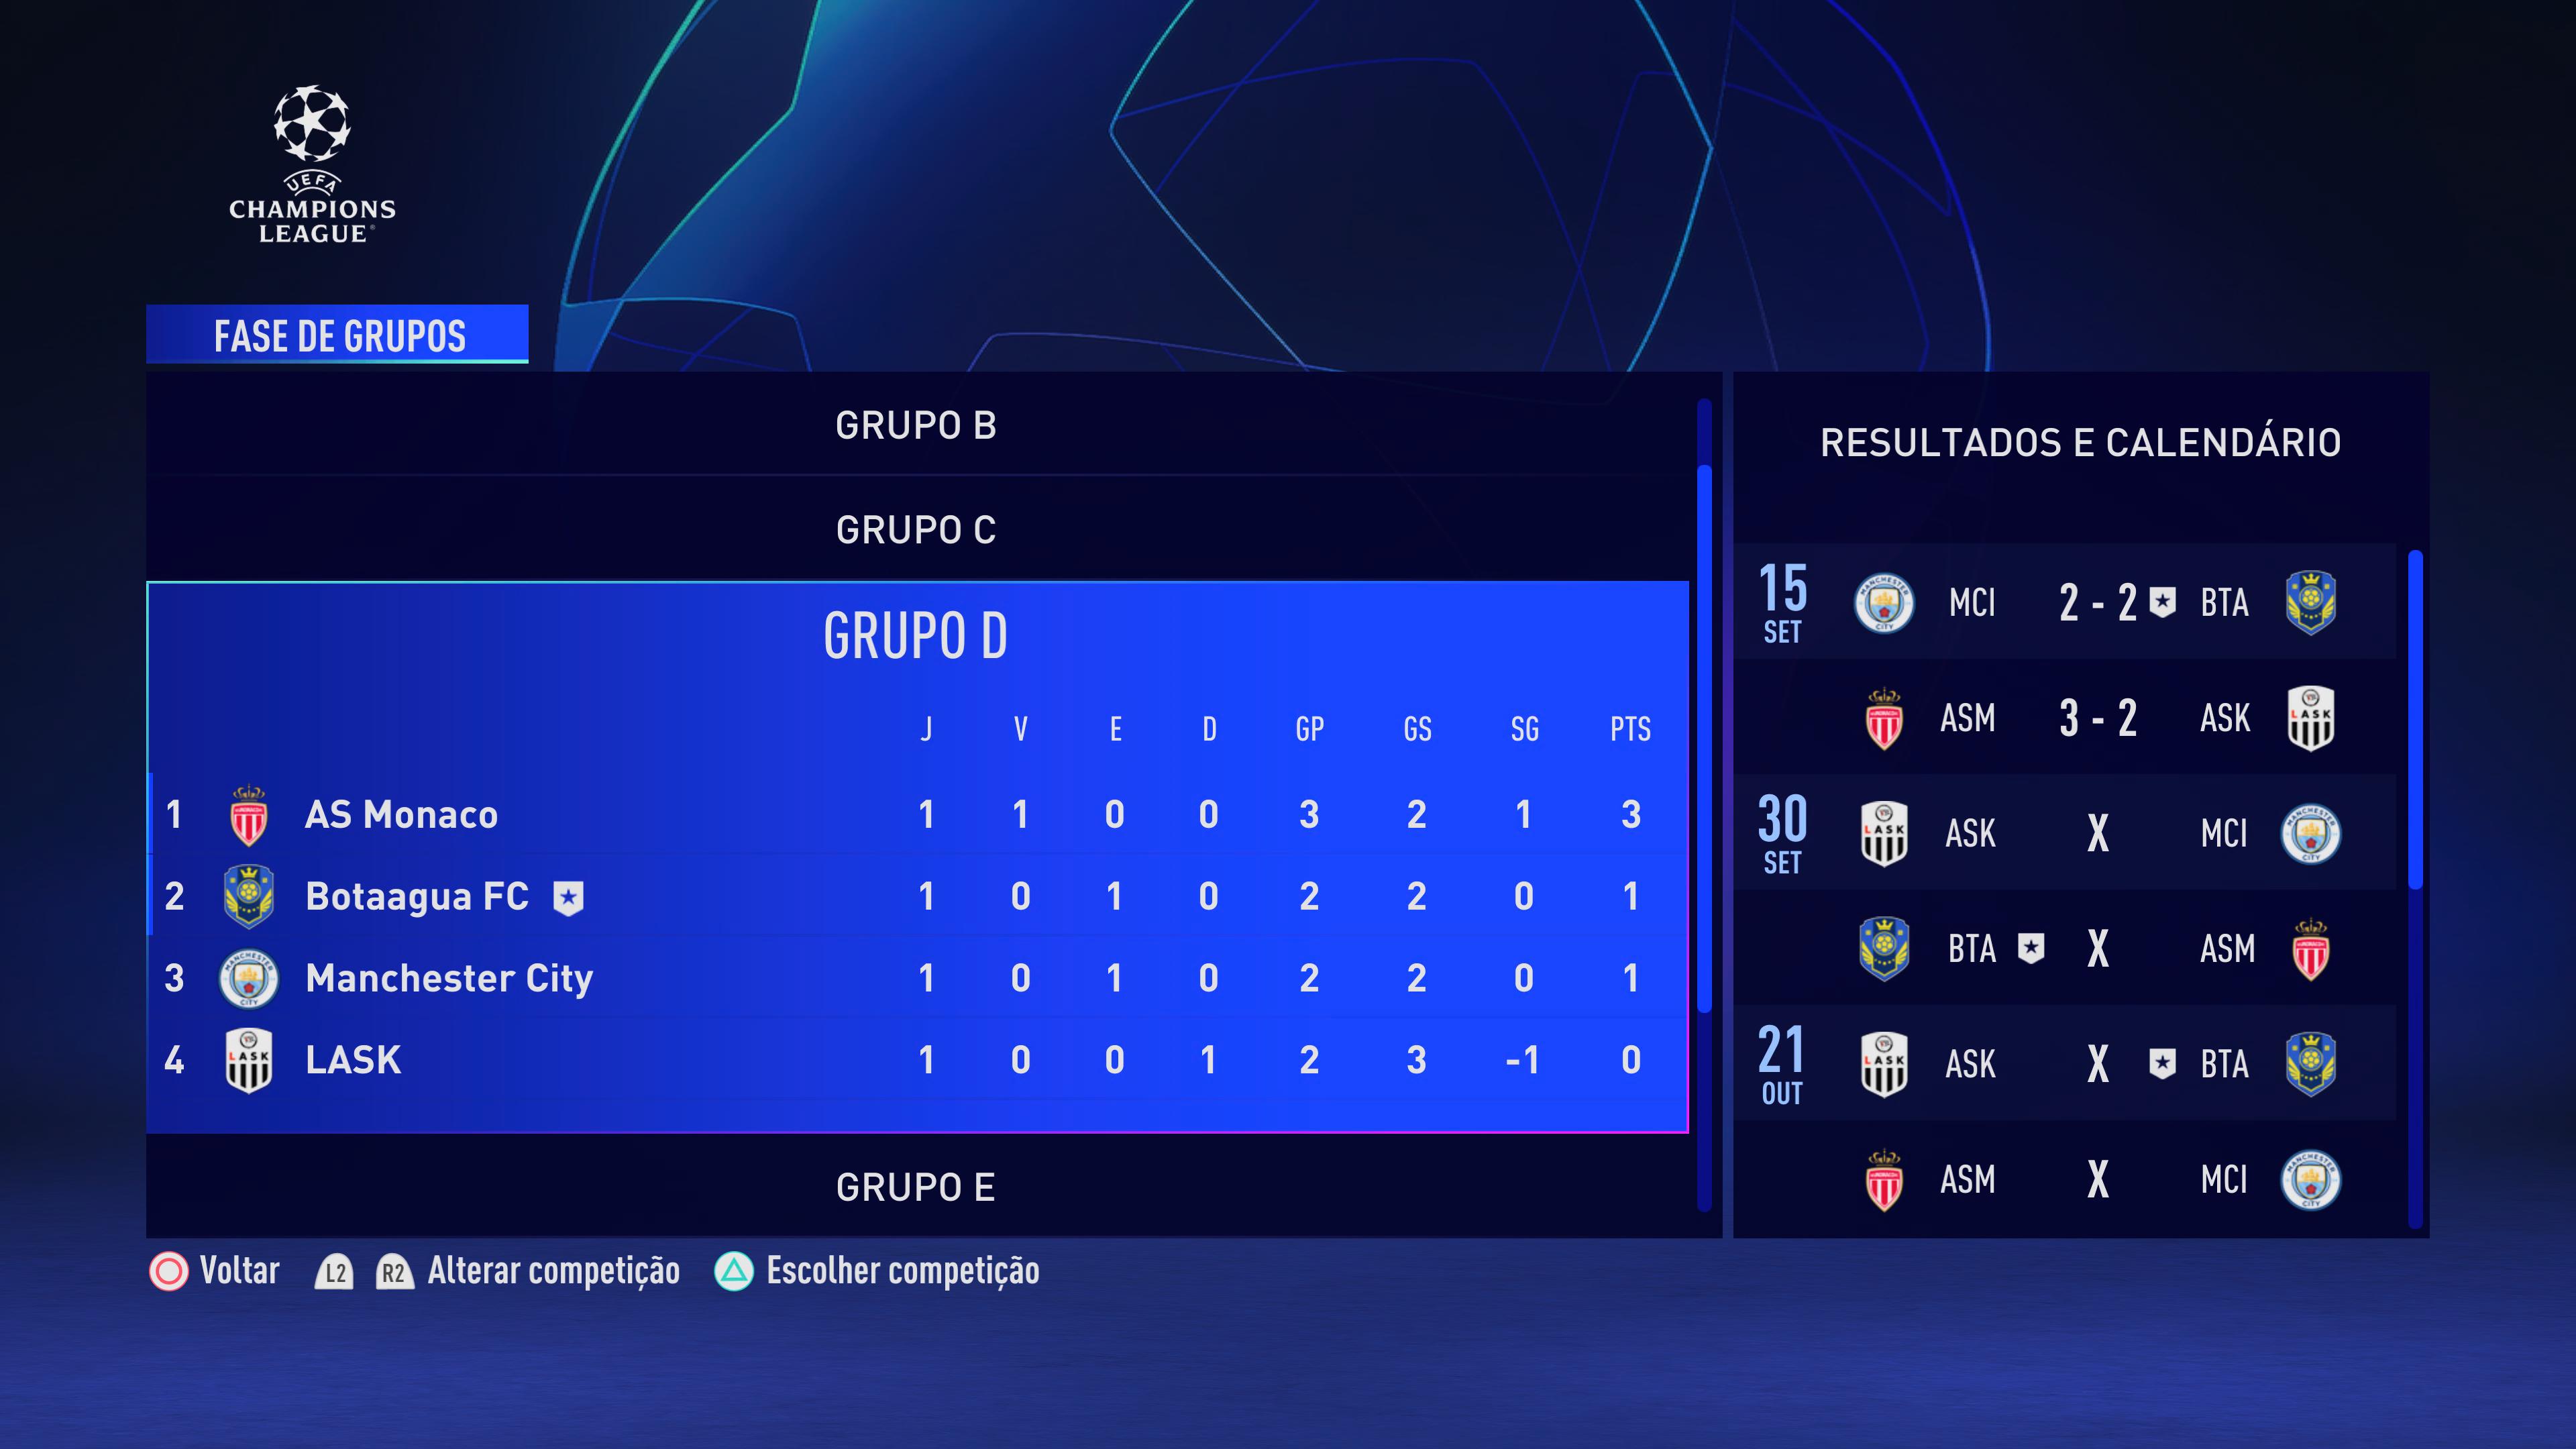 UEFA
CHAMPIONS
LEAGUE
FASE DE GRUPOS
GRUPO B
GRUPO C
GRUPO D
J V E D GP GS SG PTS
1 AS Monaco 1 1 0 0 3 2 1 3
2 Botaagua FC 1 0 1 0 2 2 0 1
3 Manchester City 1 0 1 0 2 2 0 1
4 LASK 1 0 0 1 2 3 -1 0
GRUPO E
RESULTADOS E CALENDÁRIO
15 SET MCI 2 - 2 BTA
ASM 3 - 2 ASK
30 SET ASK X MCI
BTA X ASM
21 OUT ASK X BTA
ASM X MCI
Voltar L2 R2 Alterar competição Escolher competição